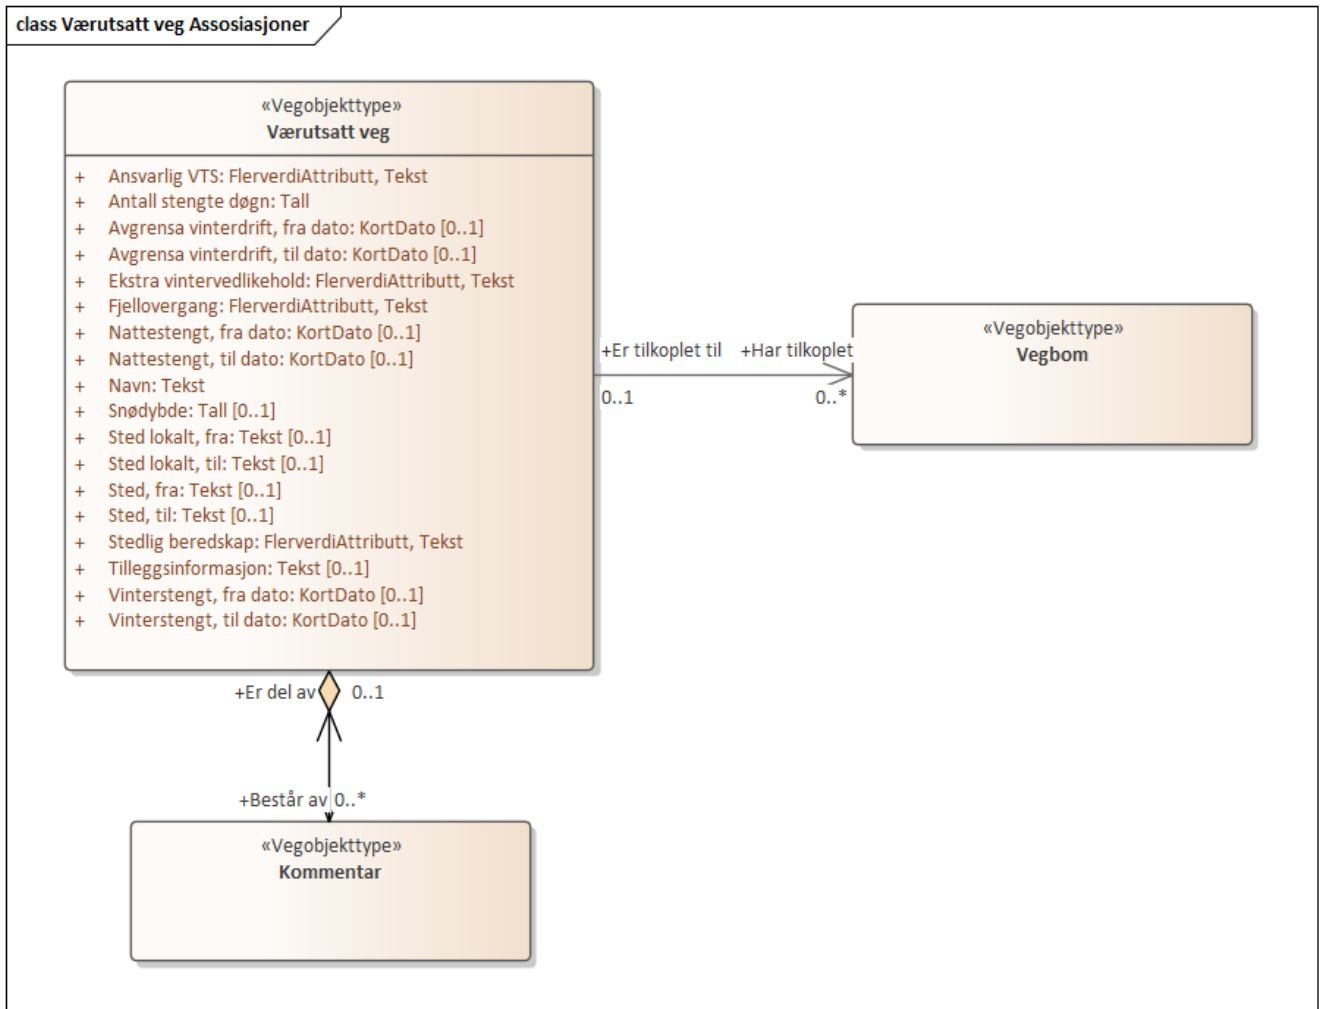 class Værutsatt veg Assosiasjoner
«Vegobjekttype»
Værutsatt veg
+ Ansvarlig VTS: FlerverdiAttributt, Tekst
+ Antall stengte døgn: Tall
+ Avgrensa vinterdrift, fra dato: KortDato [0..1]
+ Avgrensa vinterdrift, til dato: KortDato [0..1]
+ Ekstra vintervedlikehold: FlerverdiAttributt, Tekst
+ Fjellovergang: FlerverdiAttributt, Tekst
+ Nattestengt, fra dato: KortDato [0..1]
+ Nattestengt, til dato: KortDato [0..1]
+ Navn: Tekst
+ Snødybde: Tall [0..1]
+ Sted lokalt, fra: Tekst [0..1]
+ Sted lokalt, til: Tekst [0..1]
+ Sted, fra: Tekst [0..1]
+ Sted, til: Tekst [0..1]
+ Stedlig beredskap: FlerverdiAttributt, Tekst
+ Tilleggsinformasjon: Tekst [0..1]
+ Vinterstengt, fra dato: KortDato [0..1]
+ Vinterstengt, til dato: KortDato [0..1]
+Er tilkoplet til +Har tilkoplet
0..1 0..*
«Vegobjekttype»
Vegbom
+Er del av 0..1
+Består av 0..*
«Vegobjekttype»
Kommentar